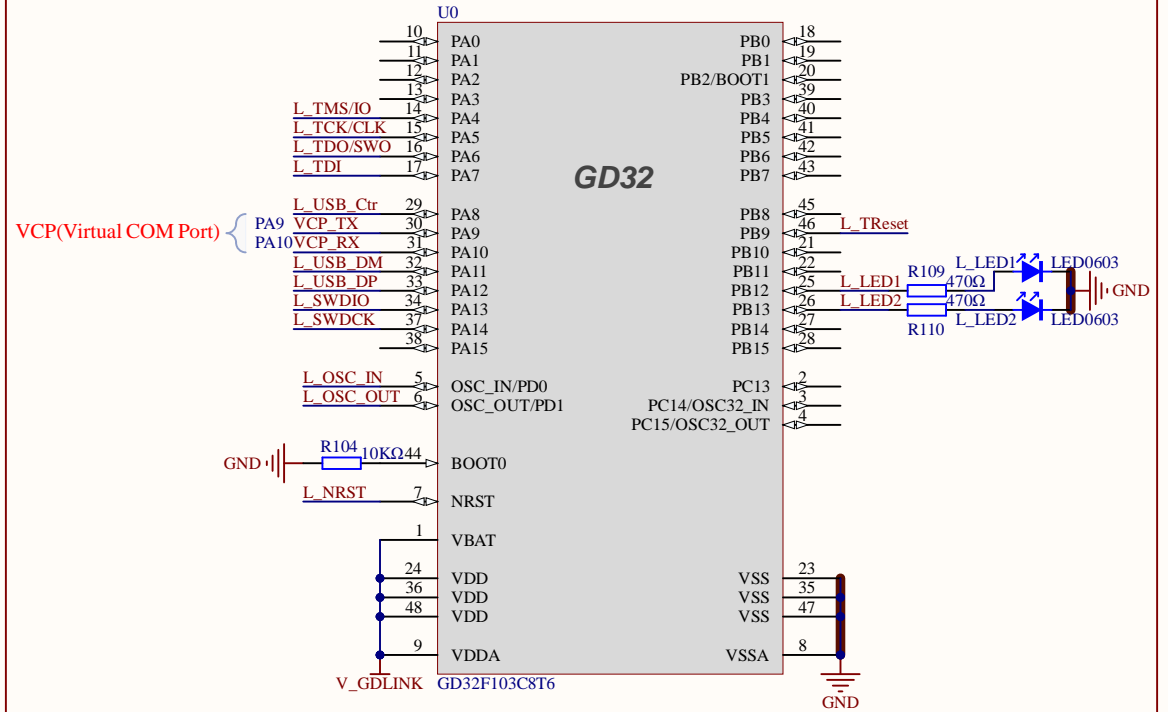 U0
10 PA0 PB0 18
11 PA1 PB1 19
12 PA2 PB2/BOOT1 20
13 PA3 PB3 39
L_TMS/IO 14 PA4 PB4 40
L_TCK/CLK 15 PA5 PB5 41
L_TDO/SWO 16 PA6 PB6 42
L_TDI 17 PA7 PB7 43
GD32
L_USB_Ctr 29 PA8 PB8 45
VCP(Virtual COM Port) PA9 VCP_TX 30 PA9 PB9 46 L_TReset
PA10 VCP_RX 31 PA10 PB10 21
L_USB_DM 32 PA11 PB11 22
L_USB_DP 33 PA12 PB12 25 L_LED1 R109 470Ω L_LED1 LED0603
GND
L_SWDIO 34 PA13 PB13 26 L_LED2 R110 470Ω L_LED2 LED0603
L_SWDCK 37 PA14 PB14 27
38 PA15 PB15 28
L_OSC_IN 5 OSC_IN/PD0 PC13 2
L_OSC_OUT 6 OSC_OUT/PD1 PC14/OSC32_IN 3
PC15/OSC32_OUT 4
GND R104 10KΩ 44 BOOT0
L_NRST 7 NRST
1 VBAT
24 VDD VSS 23
36 VDD VSS 35
48 VDD VSS 47
9 VDDA VSSA 8
V_GDLINK GD32F103C8T6
GND